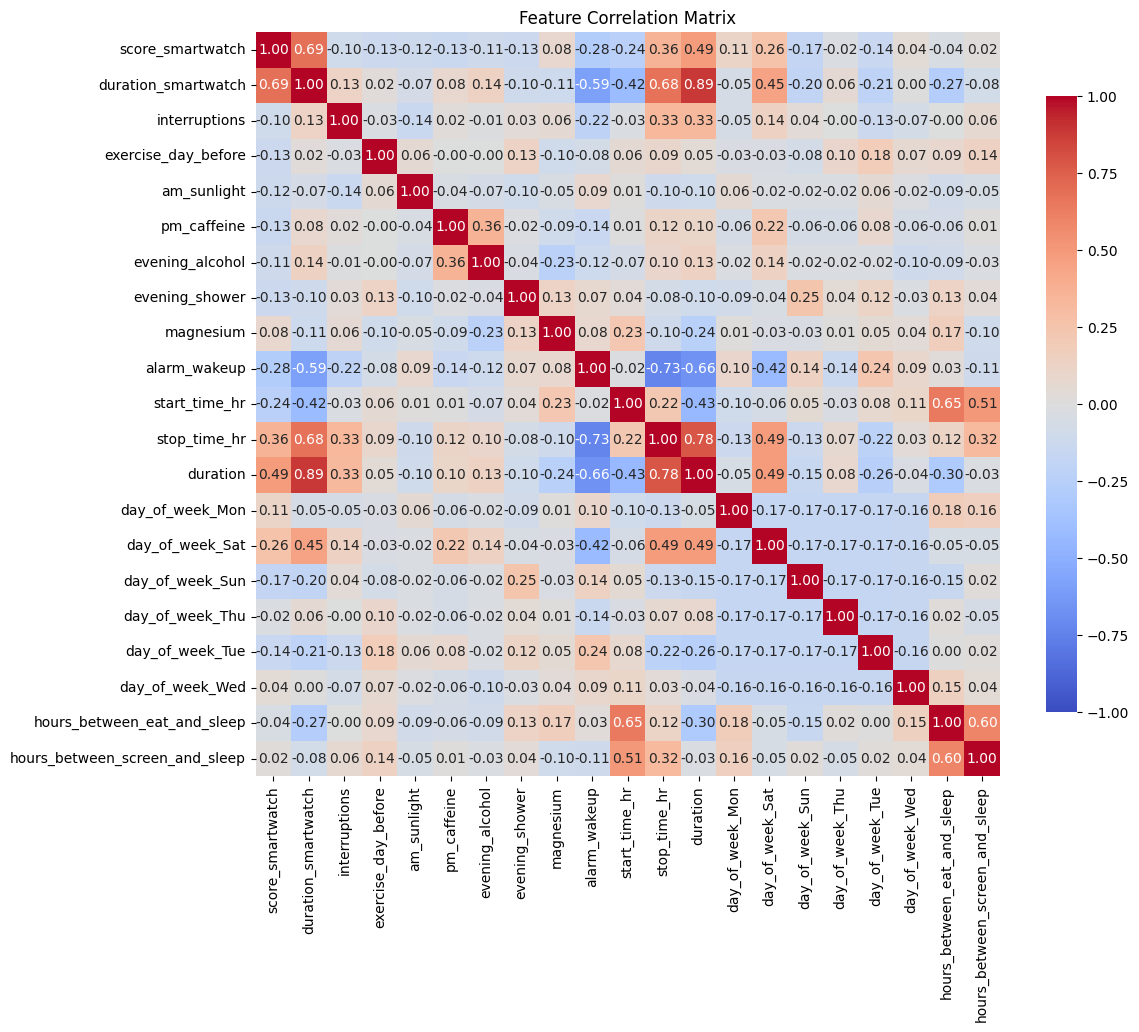 Feature Correlation Matrix
score_smartwatch 1.00 0.69 -0.10 -0.13 -0.12 -0.13 -0.11 -0.13 0.08 -0.28 -0.24 0.36 0.49 0.11 0.26 -0.17 -0.02 -0.14 0.04 -0.04 0.02
duration_smartwatch 0.69 1.00 0.13 0.02 -0.07 0.08 0.14 -0.10 -0.11 -0.59 -0.42 0.68 0.89 -0.05 0.45 -0.20 0.06 -0.21 0.00 -0.27 -0.08
interruptions -0.10 0.13 1.00 -0.03 -0.14 0.02 -0.01 0.03 0.06 -0.22 -0.03 0.33 0.33 -0.05 0.14 0.04 -0.00 -0.13 -0.07 -0.00 0.06
exercise_day_before -0.13 0.02 -0.03 1.00 0.06 -0.00 -0.00 0.13 -0.10 -0.08 0.06 0.09 0.05 -0.03 -0.03 -0.08 0.10 0.18 0.07 0.09 0.14
am_sunlight -0.12 -0.07 -0.14 0.06 1.00 -0.04 -0.07 -0.10 -0.05 0.09 0.01 -0.10 -0.10 0.06 -0.02 -0.02 -0.02 0.06 -0.02 -0.09 -0.05
pm_caffeine -0.13 0.08 0.02 -0.00 -0.04 1.00 0.36 -0.02 -0.09 -0.14 0.01 0.12 0.10 -0.06 0.22 -0.06 -0.06 0.08 -0.06 -0.06 0.01
evening_alcohol -0.11 0.14 -0.01 -0.00 -0.07 0.36 1.00 -0.04 -0.23 -0.12 -0.07 0.10 0.13 -0.02 0.14 -0.02 -0.02 -0.02 -0.10 -0.09 -0.03
evening_shower -0.13 -0.10 0.03 0.13 -0.10 -0.02 -0.04 1.00 0.13 0.07 0.04 -0.08 -0.10 -0.09 -0.04 0.25 0.04 0.12 -0.03 0.13 0.04
magnesium 0.08 -0.11 0.06 -0.10 -0.05 -0.09 -0.23 0.13 1.00 0.08 0.23 -0.10 -0.24 0.01 -0.03 -0.03 0.01 0.05 0.04 0.17 -0.10
alarm_wakeup -0.28 -0.59 -0.22 -0.08 0.09 -0.14 -0.12 0.07 0.08 1.00 -0.02 -0.73 -0.66 0.10 -0.42 0.14 -0.14 0.24 0.09 0.03 -0.11
start_time_hr -0.24 -0.42 -0.03 0.06 0.01 0.01 -0.07 0.04 0.23 -0.02 1.00 0.22 -0.43 -0.10 -0.06 0.05 -0.03 0.08 0.11 0.65 0.51
stop_time_hr 0.36 0.68 0.33 0.09 -0.10 0.12 0.10 -0.08 -0.10 -0.73 0.22 1.00 0.78 -0.13 0.49 -0.13 0.07 -0.22 0.03 0.12 0.32
duration 0.49 0.89 0.33 0.05 -0.10 0.10 0.13 -0.10 -0.24 -0.66 -0.43 0.78 1.00 -0.05 0.49 -0.15 0.08 -0.26 -0.04 -0.30 -0.03
day_of_week_Mon 0.11 -0.05 -0.05 -0.03 0.06 -0.06 -0.02 -0.09 0.01 0.10 -0.10 -0.13 -0.05 1.00 -0.17 -0.17 -0.17 -0.17 -0.16 0.18 0.16
day_of_week_Sat 0.26 0.45 0.14 -0.03 -0.02 0.22 0.14 -0.04 -0.03 -0.42 -0.06 0.49 0.49 -0.17 1.00 -0.17 -0.17 -0.17 -0.16 -0.05 -0.05
day_of_week_Sun -0.17 -0.20 0.04 -0.08 -0.02 -0.06 -0.02 0.25 -0.03 0.14 0.05 -0.13 -0.15 -0.17 -0.17 1.00 -0.17 -0.17 -0.16 -0.15 0.02
day_of_week_Thu -0.02 0.06 -0.00 0.10 -0.02 -0.06 -0.02 0.04 0.01 -0.14 -0.03 0.07 0.08 -0.17 -0.17 -0.17 1.00 -0.17 -0.16 0.02 -0.05
day_of_week_Tue -0.14 -0.21 -0.13 0.18 0.06 0.08 -0.02 0.12 0.05 0.24 0.08 -0.22 -0.26 -0.17 -0.17 -0.17 -0.17 1.00 -0.16 0.00 0.02
day_of_week_Wed 0.04 0.00 -0.07 0.07 -0.02 -0.06 -0.10 -0.03 0.04 0.09 0.11 0.03 -0.04 -0.16 -0.16 -0.16 -0.16 -0.16 1.00 0.15 0.04
hours_between_eat_and_sleep -0.04 -0.27 -0.00 0.09 -0.09 -0.06 -0.09 0.13 0.17 0.03 0.65 0.12 -0.30 0.18 -0.05 -0.15 0.02 0.00 0.15 1.00 0.60
hours_between_screen_and_sleep 0.02 -0.08 0.06 0.14 -0.05 0.01 -0.03 0.04 -0.10 -0.11 0.51 0.32 -0.03 0.16 -0.05 0.02 -0.05 0.02 0.04 0.60 1.00
score_smartwatch
duration_smartwatch
interruptions
exercise_day_before
am_sunlight
pm_caffeine
evening_alcohol
evening_shower
magnesium
alarm_wakeup
start_time_hr
stop_time_hr
duration
day_of_week_Mon
day_of_week_Sat
day_of_week_Sun
day_of_week_Thu
day_of_week_Tue
day_of_week_Wed
hours_between_eat_and_sleep
hours_between_screen_and_sleep
1.00
0.75
0.50
0.25
0.00
−0.25
−0.50
−0.75
−1.00